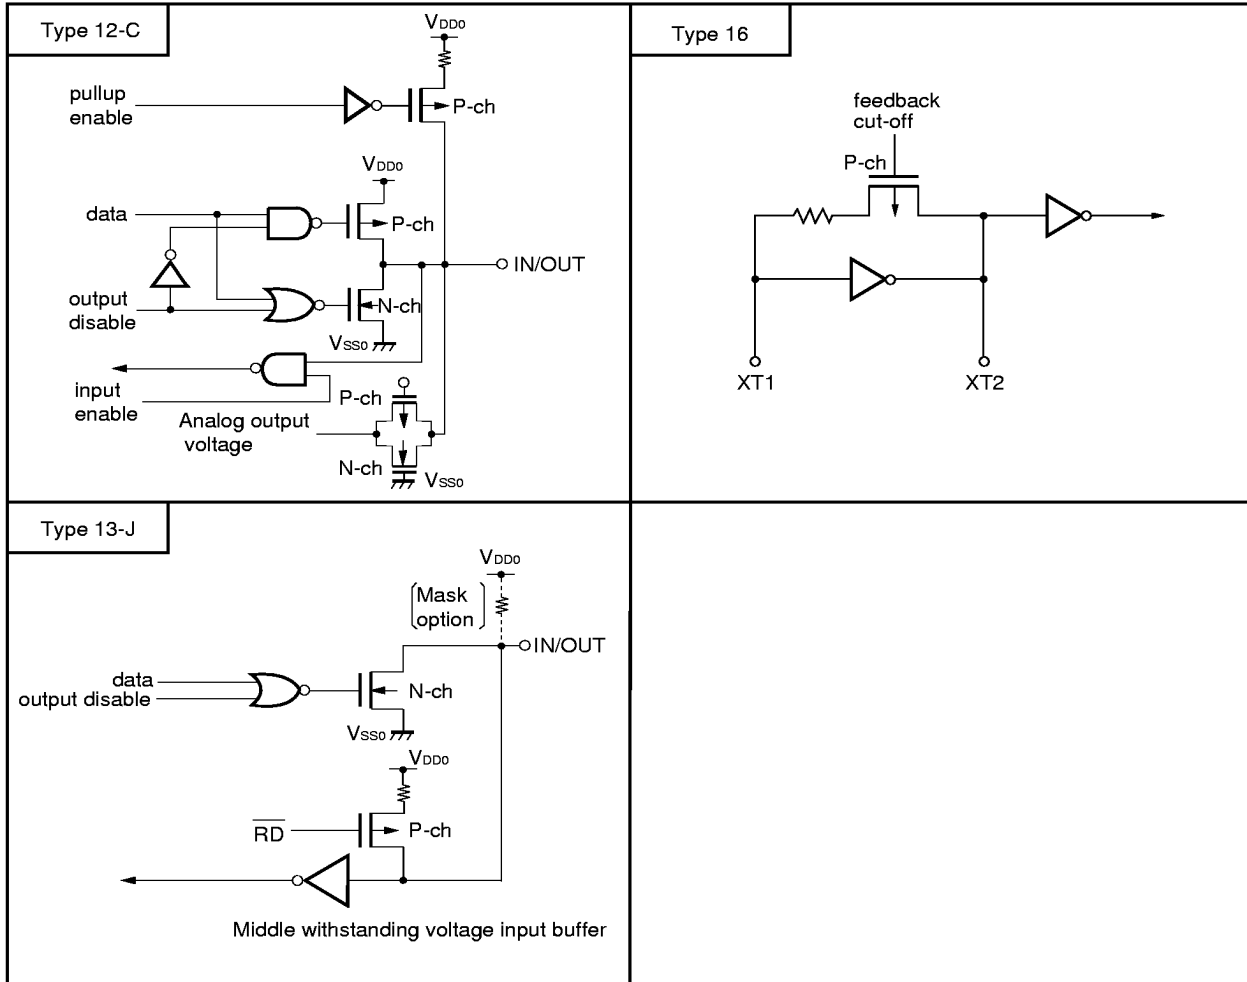 Type 12-C
VDD0
pullup
enable
P-ch
VDD0
data
P-ch
IN/OUT
output
disable
N-ch
VSS0
input
enable
P-ch
Analog output
voltage
N-ch
VSS0
Type 16
feedback
cut-off
P-ch
XT1
XT2
Type 13-J
VDD0
Mask
option
IN/OUT
data
output disable
N-ch
VSS0
VDD0
R̅D̅
P-ch
Middle withstanding voltage input buffer